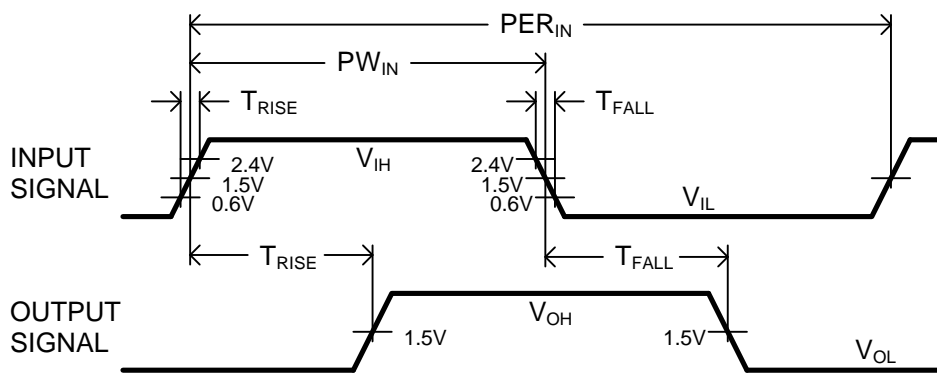 PER_IN
PW_IN
T_RISE
T_FALL
INPUT
SIGNAL
2.4V
1.5V
0.6V
V_IH
2.4V
1.5V
0.6V
V_IL
T_RISE
T_FALL
OUTPUT
SIGNAL
1.5V
V_OH
1.5V
V_OL